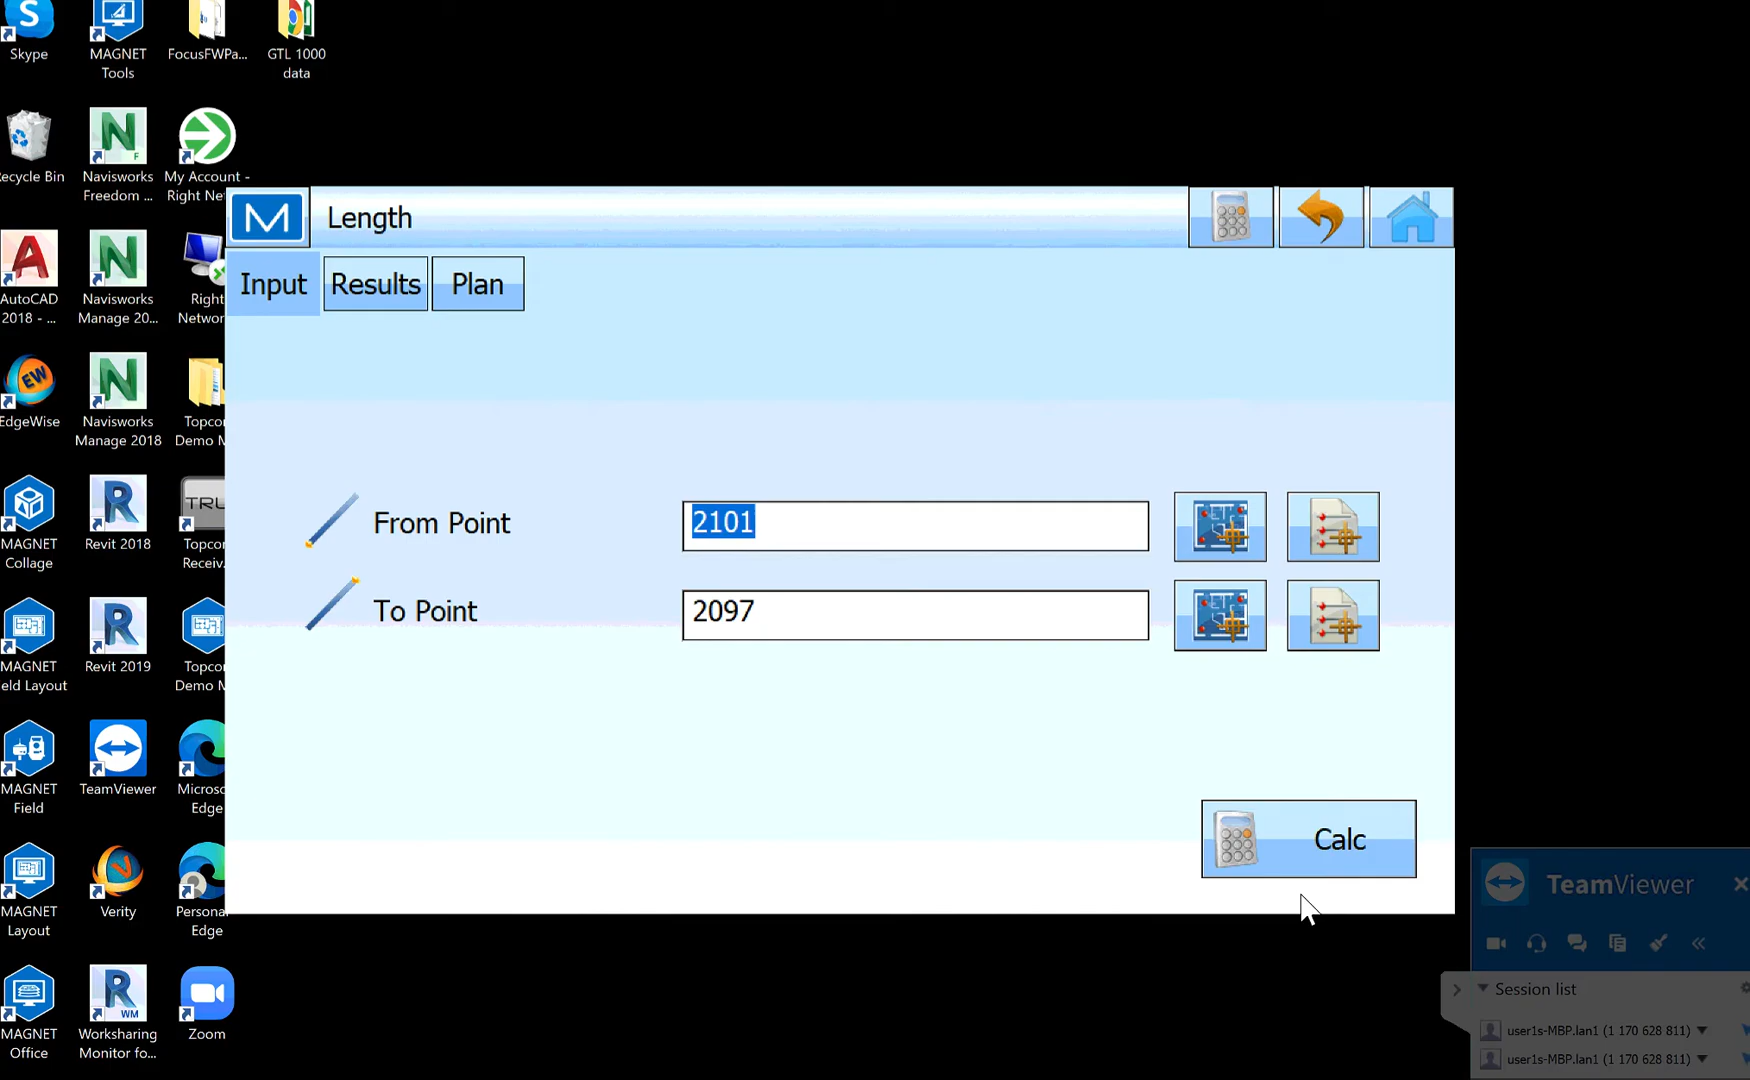 Skype
MAGNET
Tools
FocusFWPa...
GTL 1000
data
ecycle Bin
Navisworks
Freedom ...
My Account -
Right Ne
Length
Input
Results
Plan
AutoCAD
2018 - ...
Navisworks
Manage 20...
Right
Networ
EdgeWise
Navisworks
Manage 2018
Topco
Demo M
From Point
2101
To Point
2097
MAGNET
Collage
Revit 2018
TRU
Topco
Receiv
MAGNET
eld Layout
Revit 2019
Topco
Demo M
MAGNET
Field
TeamViewer
Micros
Edge
Calc
MAGNET
Layout
Verity
Persona
Edge
MAGNET
Office
Worksharing
Monitor fo...
Zoom
TeamViewer
Session list
user1s-MBP.lan1 (1 170 628 811)
user1s-MBP.lan1 (1 170 628 811)